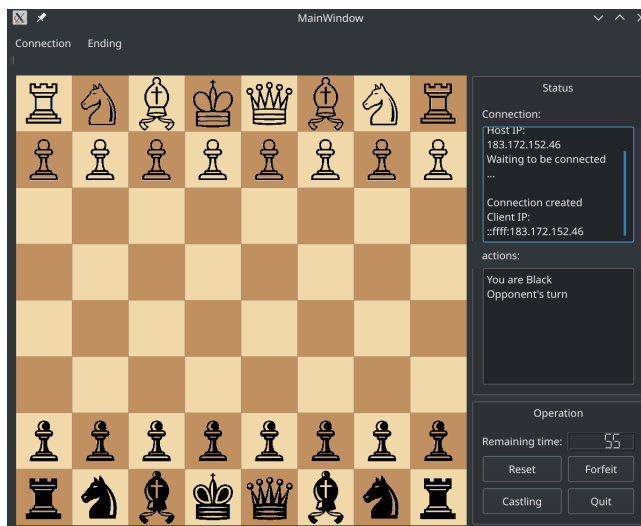 MainWindow
Connection Ending
Status
Connection:
Host IP:
183.172.152.46
Waiting to be connected
...
Connection created
Client IP:
::ffff:183.172.152.46
actions:
You are Black
Opponent's turn
Operation
Remaining time: 55
Reset Forfeit
Castling Quit